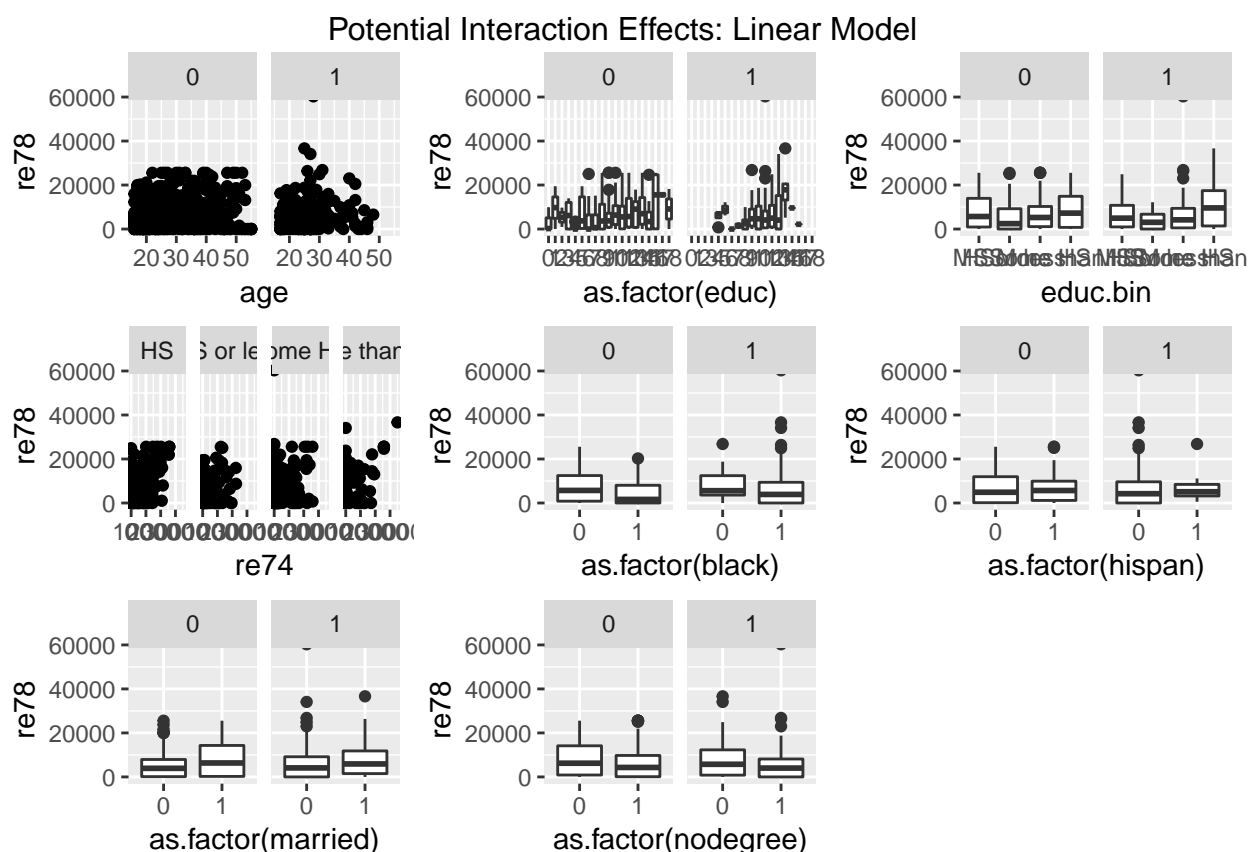 Potential Interaction Effects: Linear Model
0 1
60000
40000
20000
0
re78
20 30 40 50 20 30 40 50
age
0 1
60000
40000
20000
0
re78
as.factor(educ)
0 1
60000
40000
20000
0
re78
educ.bin
HS S or le ome H e than
60000
40000
20000
0
re78
re74
0 1
60000
40000
20000
0
re78
0 1 0 1
as.factor(black)
0 1
60000
40000
20000
0
re78
0 1 0 1
as.factor(hispan)
0 1
60000
40000
20000
0
re78
0 1 0 1
as.factor(married)
0 1
60000
40000
20000
0
re78
0 1 0 1
as.factor(nodegree)